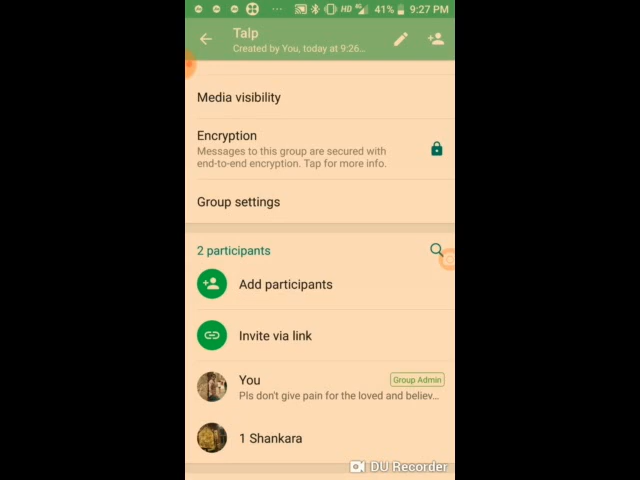 HD 4G 41% 9:27 PM
Talp
Created by You, today at 9:26...
Media visibility
Encryption
Messages to this group are secured with
end-to-end encryption. Tap for more info.
Group settings
2 participants
Add participants
Invite via link
You
Group Admin
Pls don't give pain for the loved and believ...
1 Shankara
DU Recorder